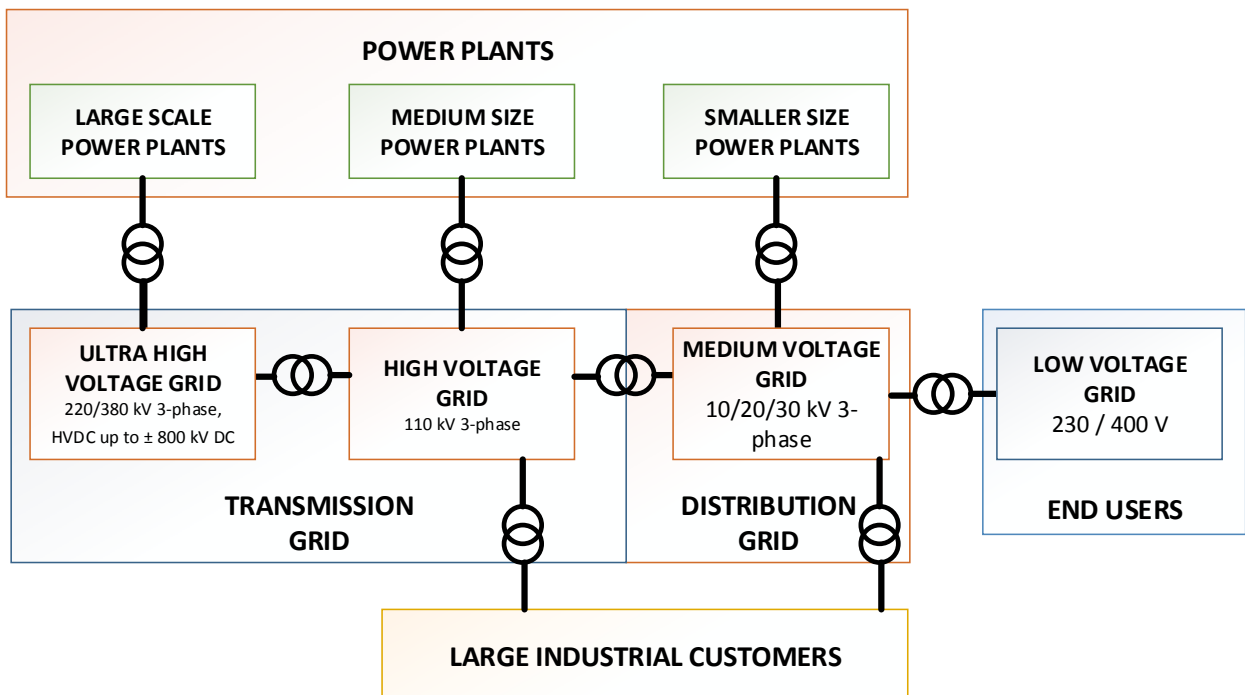 POWER PLANTS
LARGE SCALE
POWER PLANTS
MEDIUM SIZE
POWER PLANTS
SMALLER SIZE
POWER PLANTS
ULTRA HIGH
VOLTAGE GRID
220/380 kV 3-phase,
HVDC up to ± 800 kV DC
HIGH VOLTAGE
GRID
110 kV 3-phase
MEDIUM VOLTAGE
GRID
10/20/30 kV 3-
phase
LOW VOLTAGE
GRID
230 / 400 V
TRANSMISSION
GRID
DISTRIBUTION
GRID
END USERS
LARGE INDUSTRIAL CUSTOMERS